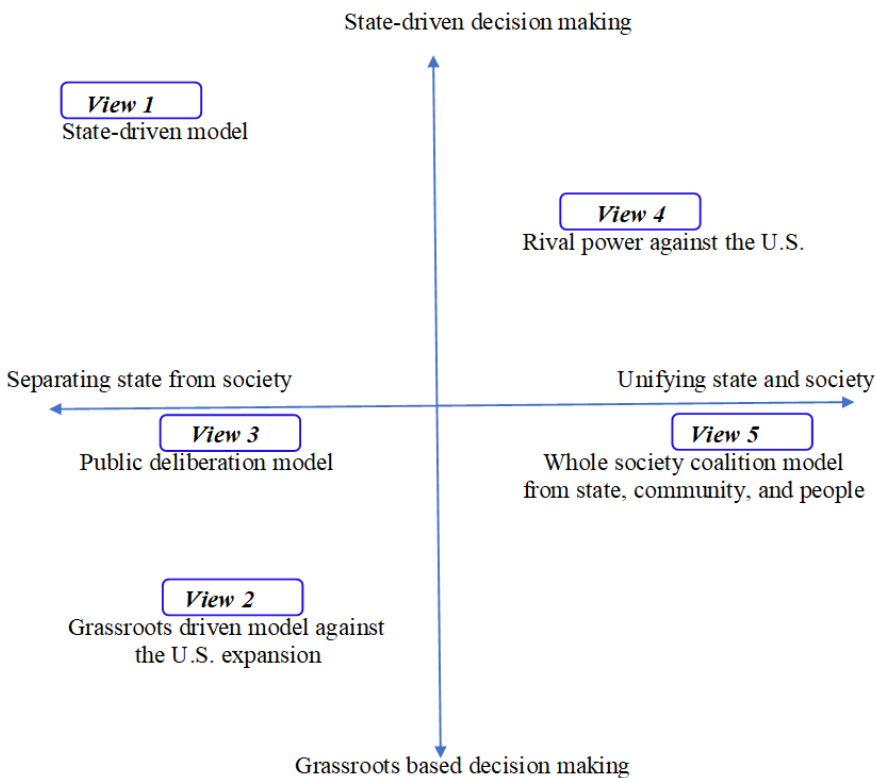 State-driven decision making
View 1
State-driven model
View 4
Rival power against the U.S.
Separating state from society
Unifying state and society
View 3
Public deliberation model
View 5
Whole society coalition model
from state, community, and people
View 2
Grassroots driven model against
the U.S. expansion
Grassroots based decision making